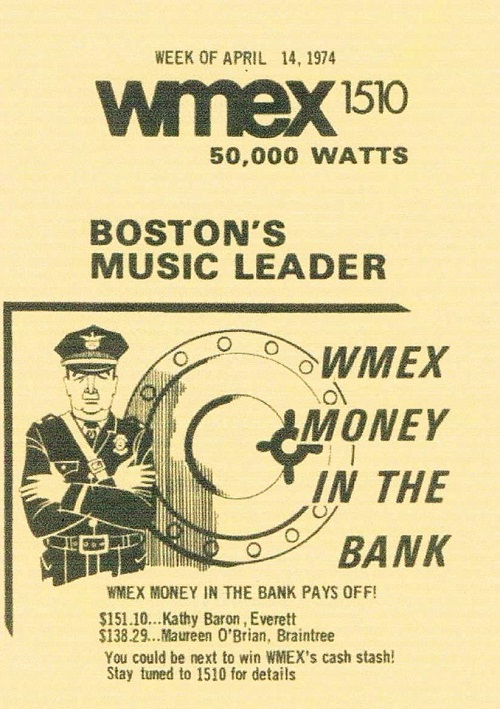 WEEK OF APRIL 14, 1974
wmex 1510
50,000 WATTS
BOSTON'S
MUSIC LEADER
WMEX
MONEY
IN THE
BANK
WMEX MONEY IN THE BANK PAYS OFF!
$151.10...Kathy Baron, Everett
$138.29...Maureen O'Brian, Braintree
You could be next to win WMEX's cash stash!
Stay tuned to 1510 for details